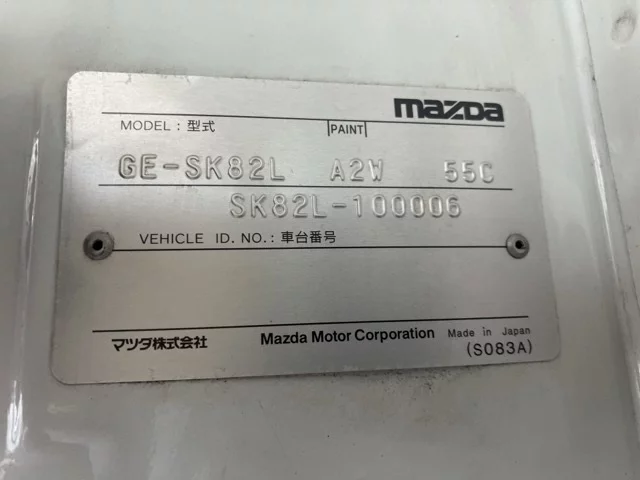 mazda
MODEL : 型式 PAINT
GE-SK82L A2W 55C
SK82L-100006
VEHICLE ID. NO. : 車台番号
マツダ株式会社 Mazda Motor Corporation Made in Japan
(S083A)